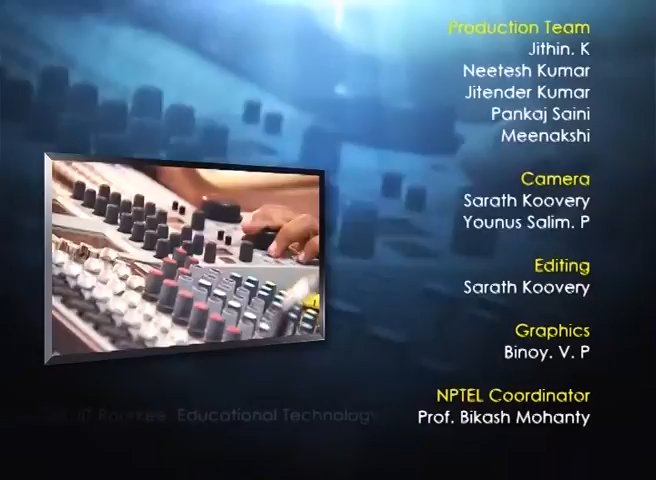 Production Team
Jithin. K
Neetesh Kumar
Jitender Kumar
Pankaj Saini
Meenakshi
Camera
Sarath Koovery
Younus Salim. P
Editing
Sarath Koovery
Graphics
Binoy. V. P
NPTEL Coordinator
Prof. Bikash Mohanty
IIT Roorkee Educational Technology